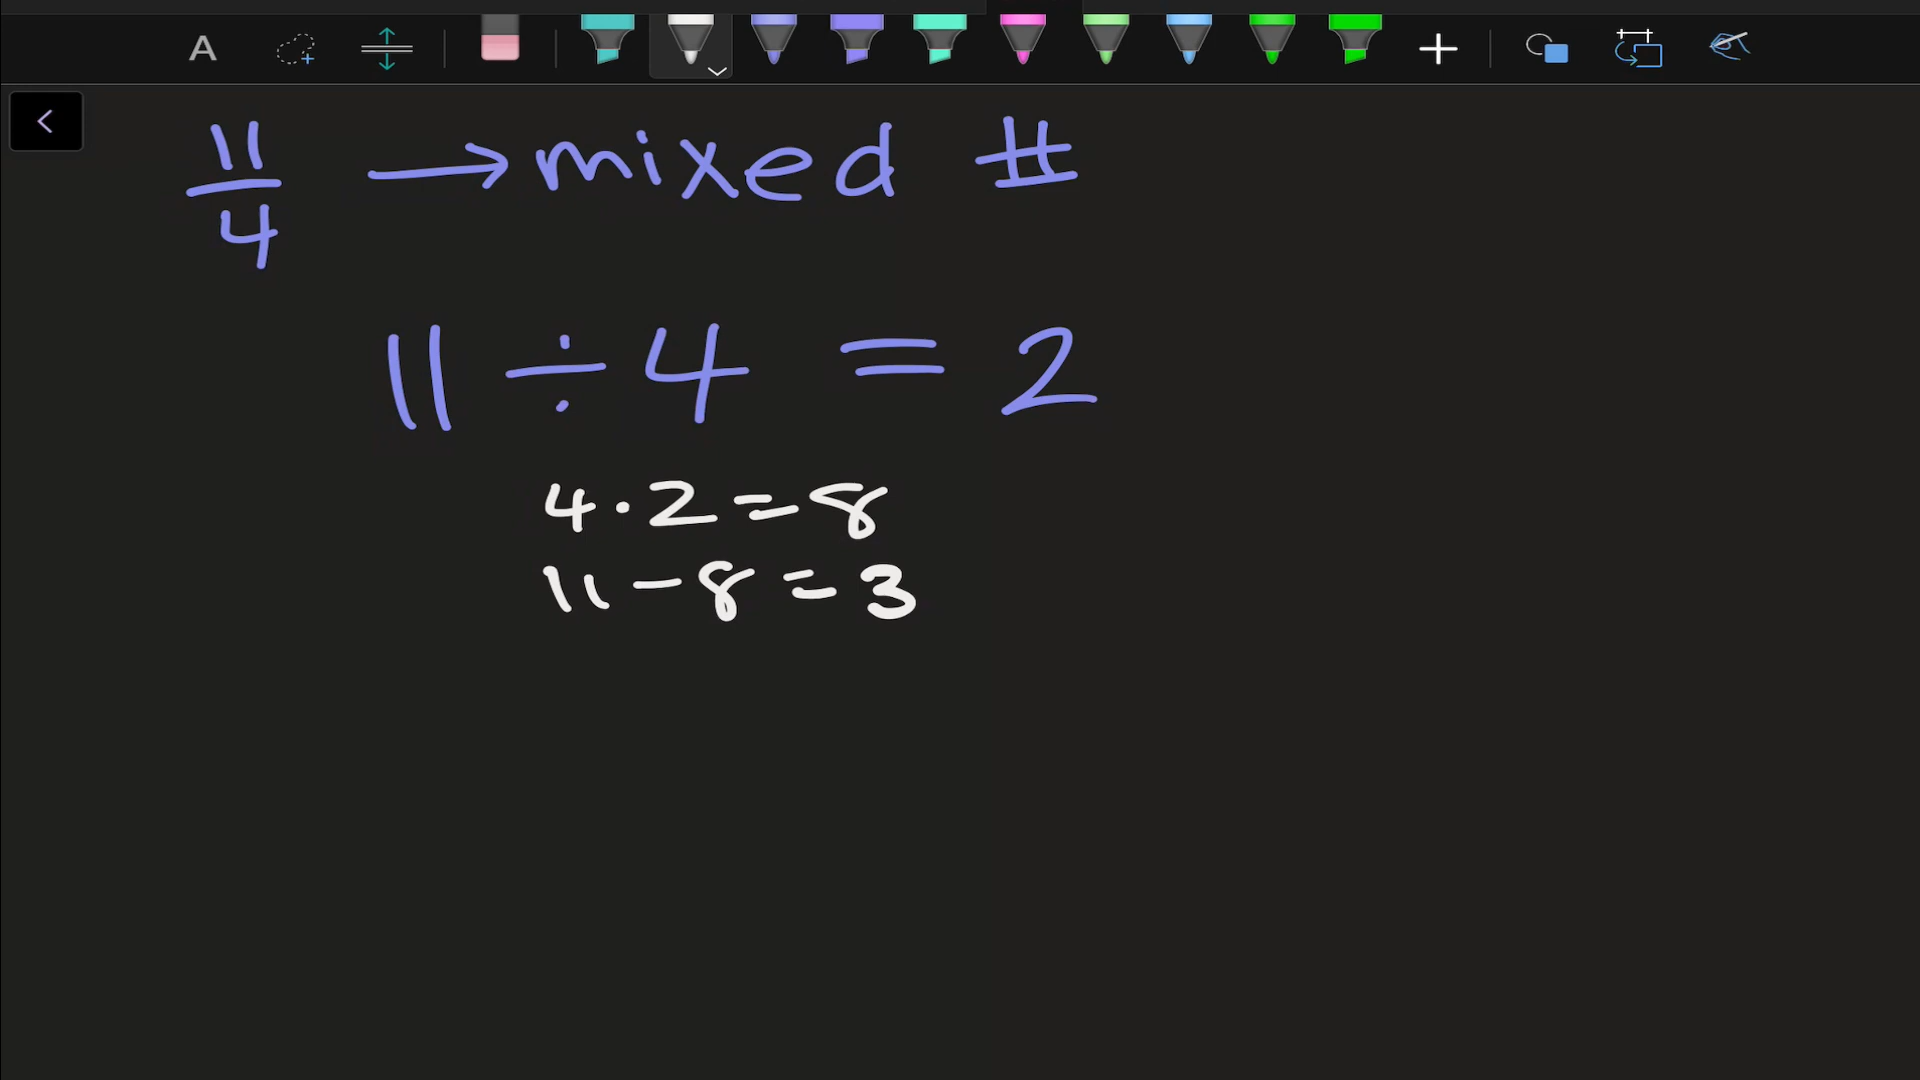 A
11/4 → mixed #
11 ÷ 4 = 2
4 · 2 = 8
11 - 8 = 3